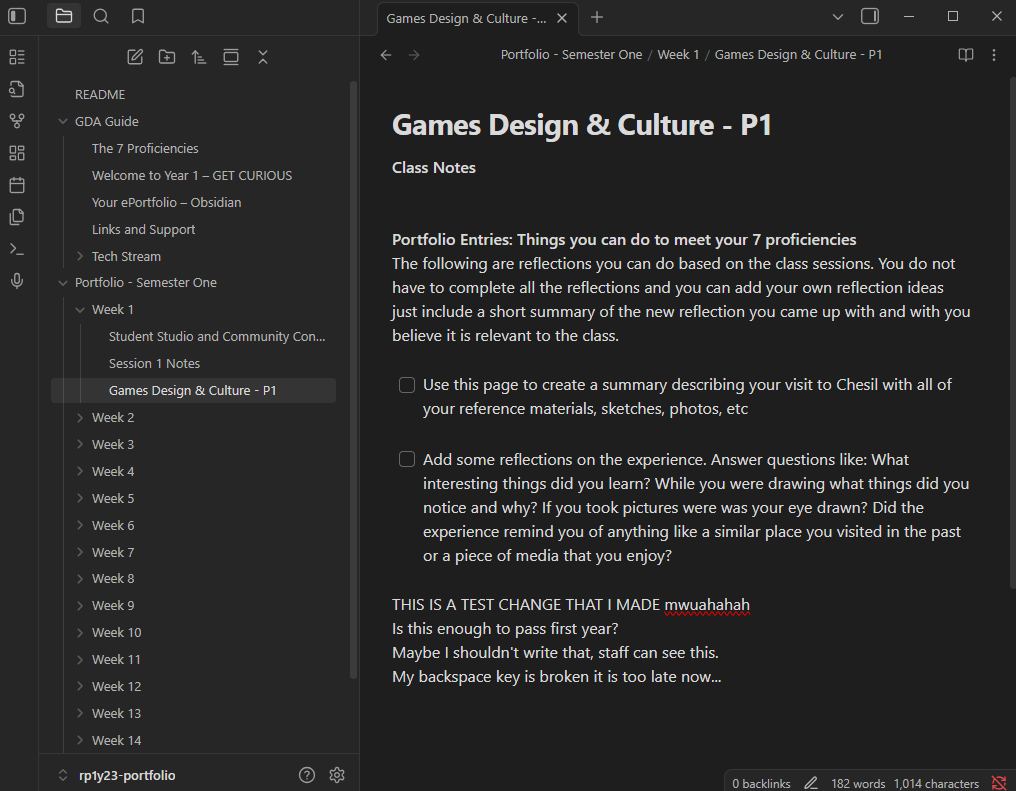 Games Design & Culture -...
Portfolio - Semester One / Week 1 / Games Design & Culture - P1
README
GDA Guide
The 7 Proficiencies
Welcome to Year 1 – GET CURIOUS
Your ePortfolio – Obsidian
Links and Support
Tech Stream
Portfolio - Semester One
Week 1
Student Studio and Community Con...
Session 1 Notes
Games Design & Culture - P1
Week 2
Week 3
Week 4
Week 5
Week 6
Week 7
Week 8
Week 9
Week 10
Week 11
Week 12
Week 13
Week 14
rp1y23-portfolio
Games Design & Culture - P1
Class Notes
Portfolio Entries: Things you can do to meet your 7 proficiencies
The following are reflections you can do based on the class sessions. You do not
have to complete all the reflections and you can add your own reflection ideas
just include a short summary of the new reflection you came up with and with you
believe it is relevant to the class.
Use this page to create a summary describing your visit to Chesil with all of
your reference materials, sketches, photos, etc
Add some reflections on the experience. Answer questions like: What
interesting things did you learn? While you were drawing what things did you
notice and why? If you took pictures were was your eye drawn? Did the
experience remind you of anything like a similar place you visited in the past
or a piece of media that you enjoy?
THIS IS A TEST CHANGE THAT I MADE mwuahahah
Is this enough to pass first year?
Maybe I shouldn't write that, staff can see this.
My backspace key is broken it is too late now...
0 backlinks 182 words 1,014 characters